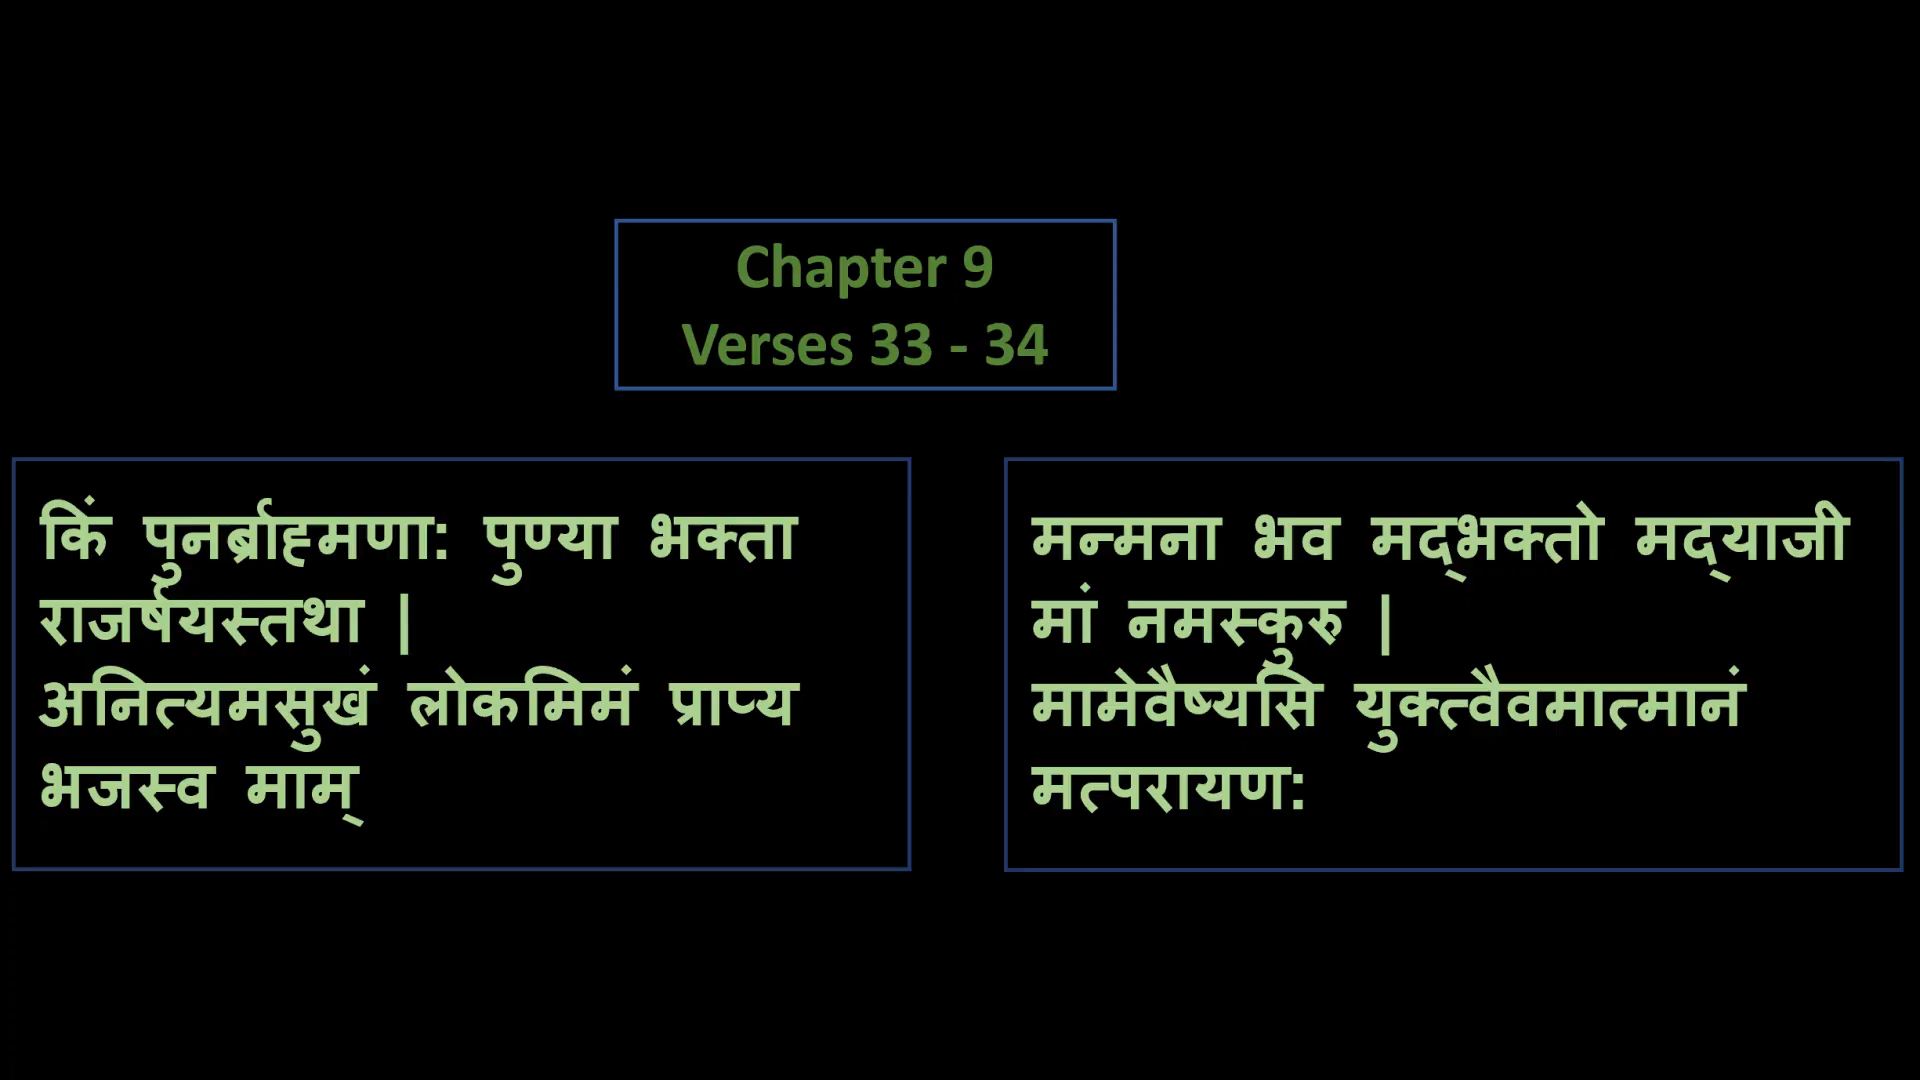 Chapter 9
Verses 33 - 34
किं पुनर्ब्राह्मणा: पुण्या भक्ता
राजर्षयस्तथा |
अनित्यमसुखं लोकमिमं प्राप्य
भजस्व माम्
मन्मना भव मद्भक्तो मद्याजी
मां नमस्कुरु |
मामेवैष्यसि युक्त्वैवमात्मानं
मत्परायण: